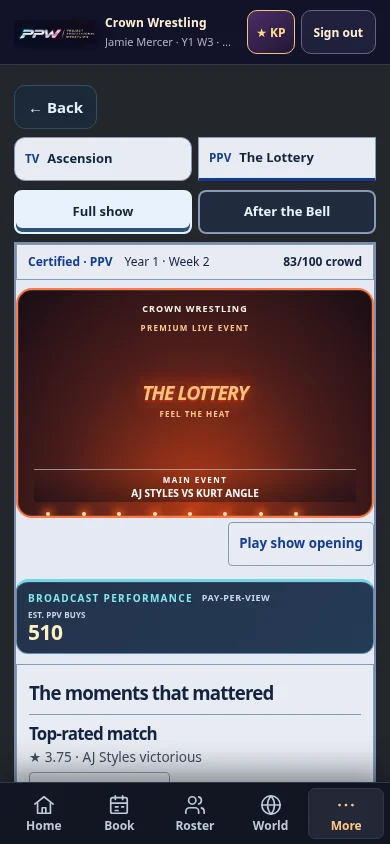 PPW
Crown Wrestling
Jamie Mercer · Y1 W3 · ...
★ KP
Sign out
← Back
TV Ascension
PPV The Lottery
Full show
After the Bell
Certified · PPV Year 1 · Week 2 83/100 crowd
CROWN WRESTLING
PREMIUM LIVE EVENT
THE LOTTERY
FEEL THE HEAT
MAIN EVENT
AJ STYLES VS KURT ANGLE
Play show opening
BROADCAST PERFORMANCE PAY-PER-VIEW
EST. PPV BUYS
510
The moments that mattered
Top-rated match
★ 3.75 · AJ Styles victorious
Home
Book
Roster
World
More